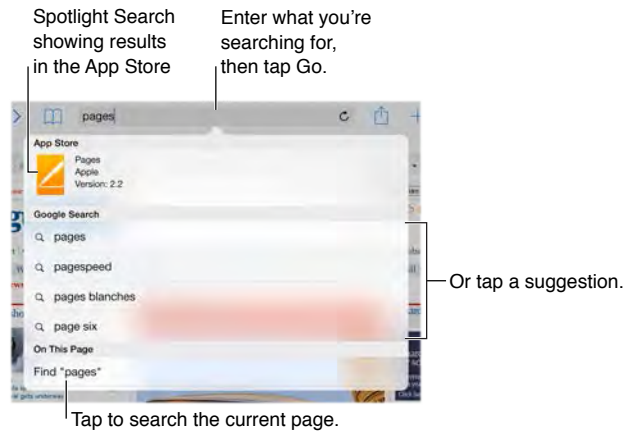 Spotlight Search
showing results
in the App Store
Enter what you're
searching for,
then tap Go.
pages
App Store
Pages
Apple
Version: 2.2
Google Search
pages
pagespeed
pages blanches
page six
Or tap a suggestion.
On This Page
Find "pages"
Tap to search the current page.